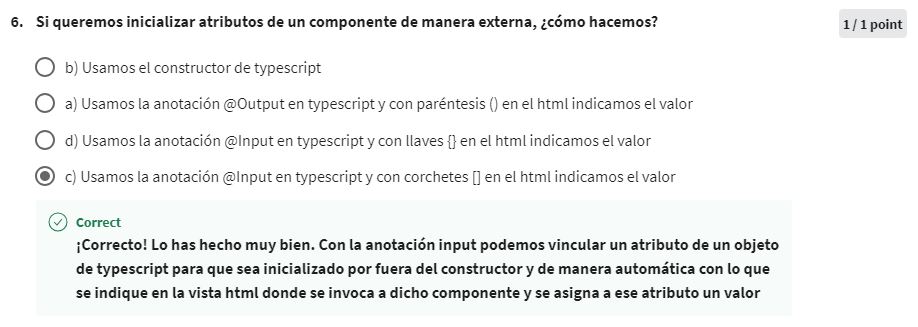 6. Si queremos inicializar atributos de un componente de manera externa, ¿cómo hacemos?
1 / 1 point
b) Usamos el constructor de typescript
a) Usamos la anotación @Output en typescript y con paréntesis () en el html indicamos el valor
d) Usamos la anotación @Input en typescript y con llaves {} en el html indicamos el valor
c) Usamos la anotación @Input en typescript y con corchetes [] en el html indicamos el valor
Correct
¡Correcto! Lo has hecho muy bien. Con la anotación input podemos vincular un atributo de un objeto
de typescript para que sea inicializado por fuera del constructor y de manera automática con lo que
se indique en la vista html donde se invoca a dicho componente y se asigna a ese atributo un valor